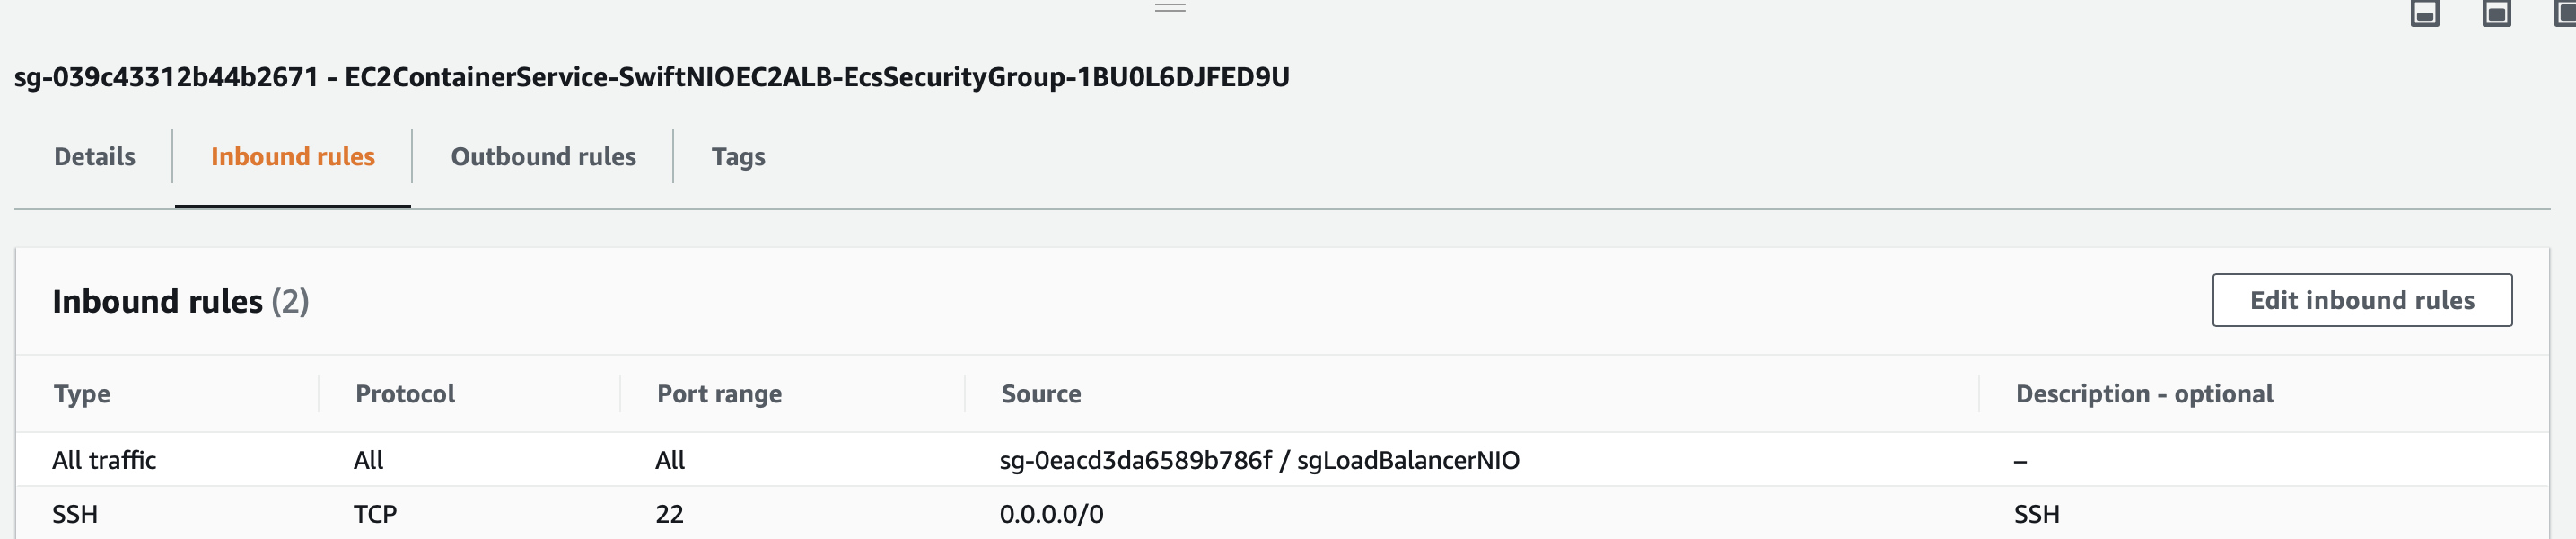 sg-039c43312b44b2671 - EC2ContainerService-SwiftNIOEC2ALB-EcsSecurityGroup-1BU0L6DJFED9U
Details Inbound rules Outbound rules Tags
Inbound rules (2) Edit inbound rules
Type Protocol Port range Source Description - optional
All traffic All All sg-0eacd3da6589b786f / sgLoadBalancerNIO –
SSH TCP 22 0.0.0.0/0 SSH